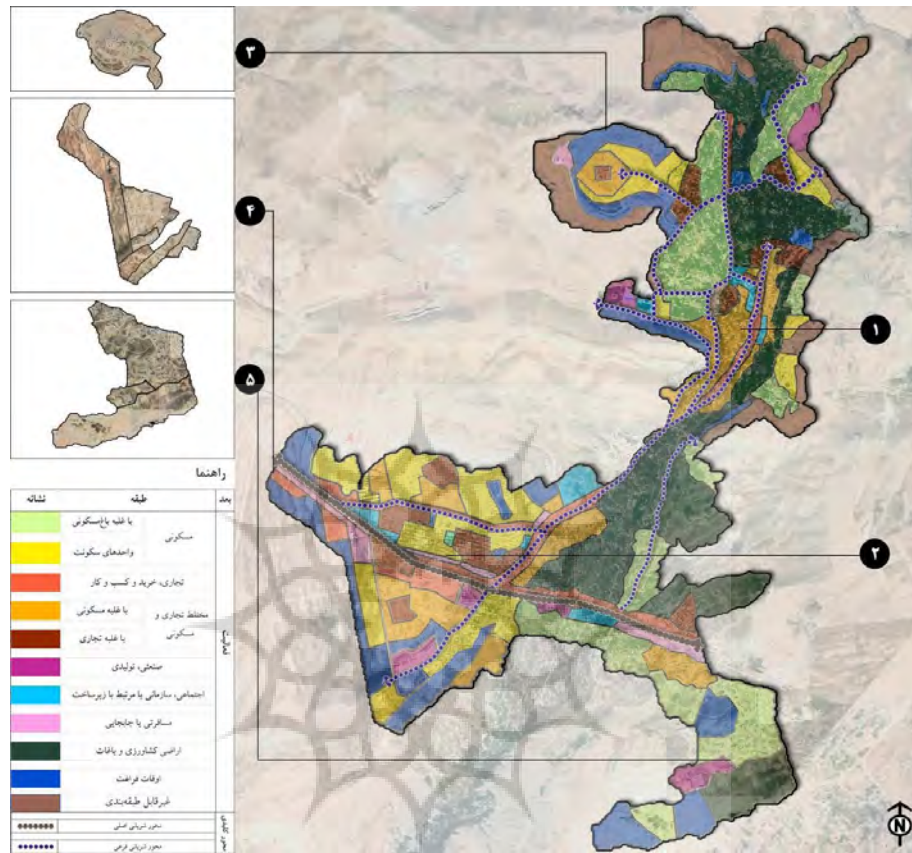 ۳
۴
۱
۵
۲
راهنما
بعد
طبقه
نشانه
فعالیت
مسکونی
با غلبه باغ‌مسکونی
واحدهای سکونت
تجاری، خرید و کسب و کار
مختلط تجاری و مسکونی
با غلبه مسکونی
با غلبه تجاری
صنعتی، تولیدی
اجتماعی، سازمانی یا مرتبط با زیرساخت
مسافرتی یا جابجایی
اراضی کشاورزی و باغات
اوقات فراغت
غیرقابل طبقه‌بندی
محور شریانی اصلی
محور شریانی فرعی
N